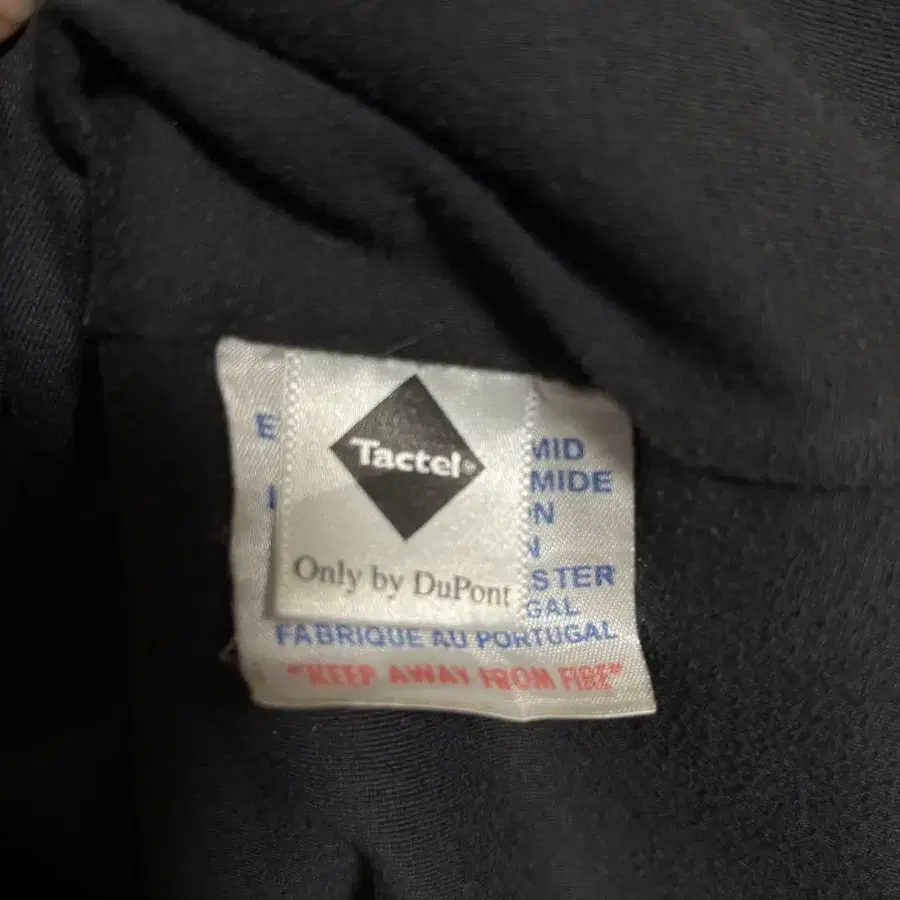 Tactel®
Only by DuPont
E MID
MIDE
N
STER
GAL
FABRIQUE AU PORTUGAL
"KEEP AWAY FROM FIRE"